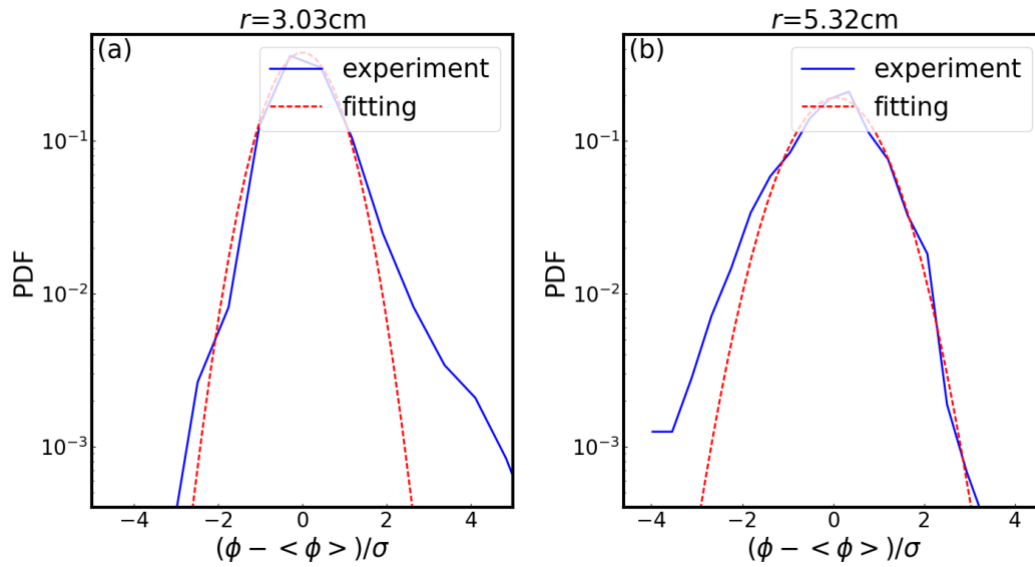 r=3.03cm
(a)
experiment
fitting
10⁻¹
10⁻²
10⁻³
PDF
−4 −2 0 2 4
(ϕ − <ϕ>)/σ
r=5.32cm
(b)
experiment
fitting
10⁻¹
10⁻²
10⁻³
PDF
−4 −2 0 2 4
(ϕ − <ϕ>)/σ